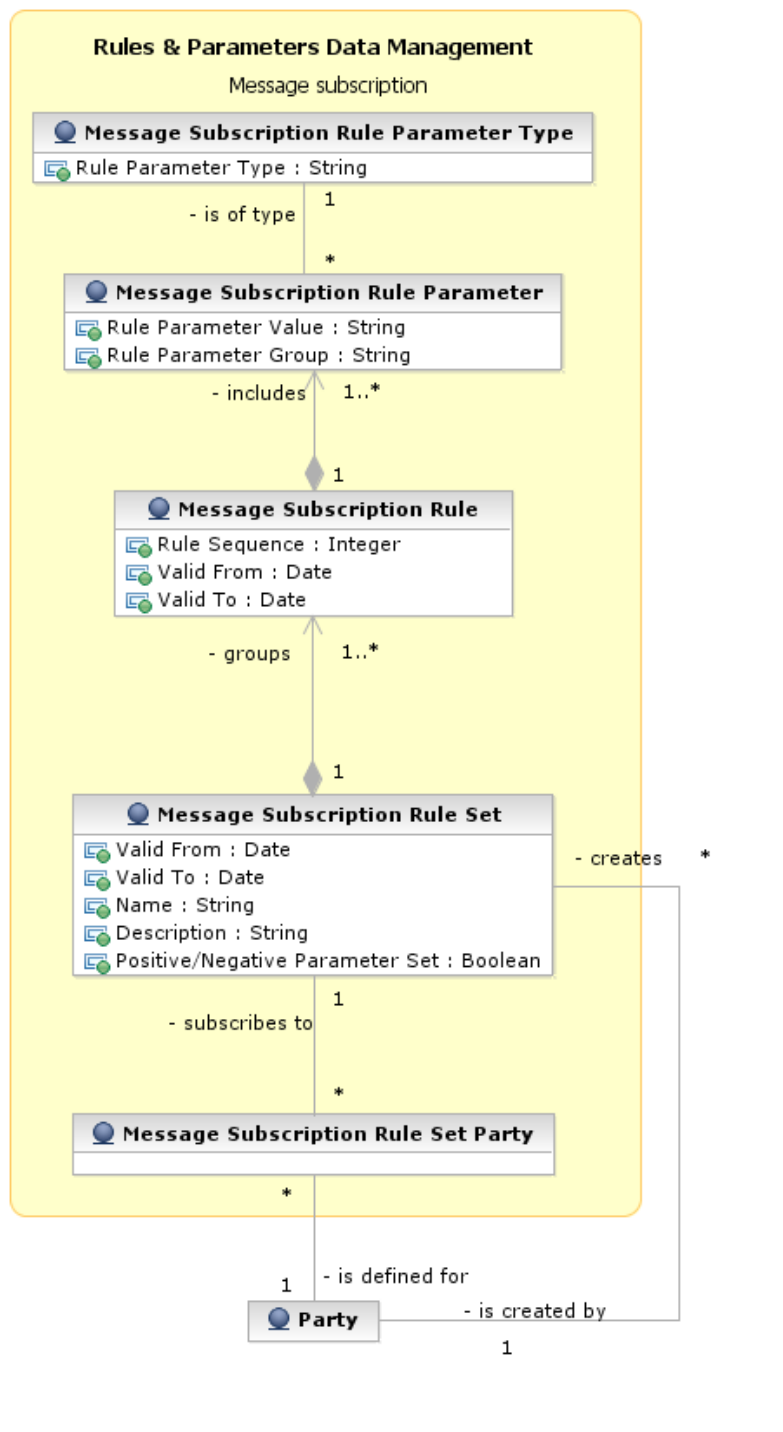 Rules & Parameters Data Management
Message subscription
Message Subscription Rule Parameter Type
Rule Parameter Type : String
1
- is of type
*
Message Subscription Rule Parameter
Rule Parameter Value : String
Rule Parameter Group : String
- includes 1..*
1
Message Subscription Rule
Rule Sequence : Integer
Valid From : Date
Valid To : Date
- groups 1..*
1
Message Subscription Rule Set
Valid From : Date
Valid To : Date
Name : String
Description : String
Positive/Negative Parameter Set : Boolean
- creates *
1
- subscribes to
*
Message Subscription Rule Set Party
*
- is defined for
1
Party
- is created by
1